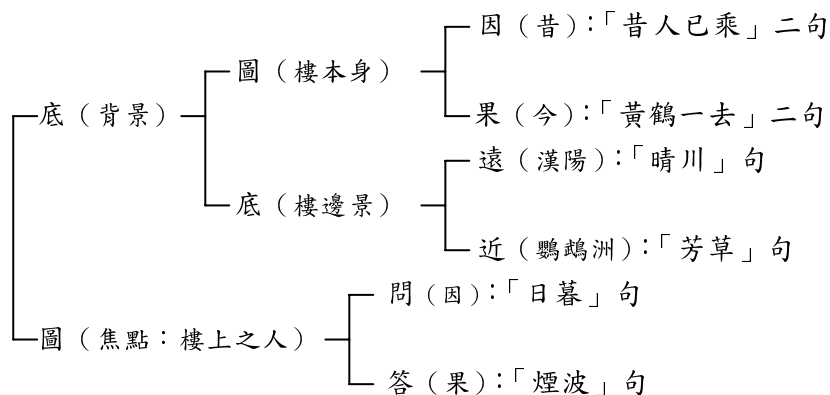 因（昔）：「昔人已乘」二句
圖（樓本身）
底（背景）
果（今）：「黃鶴一去」二句
遠（漢陽）：「晴川」句
底（樓邊景）
近（鸚鵡洲）：「芳草」句
問（因）：「日暮」句
圖（焦點：樓上之人）
答（果）：「煙波」句